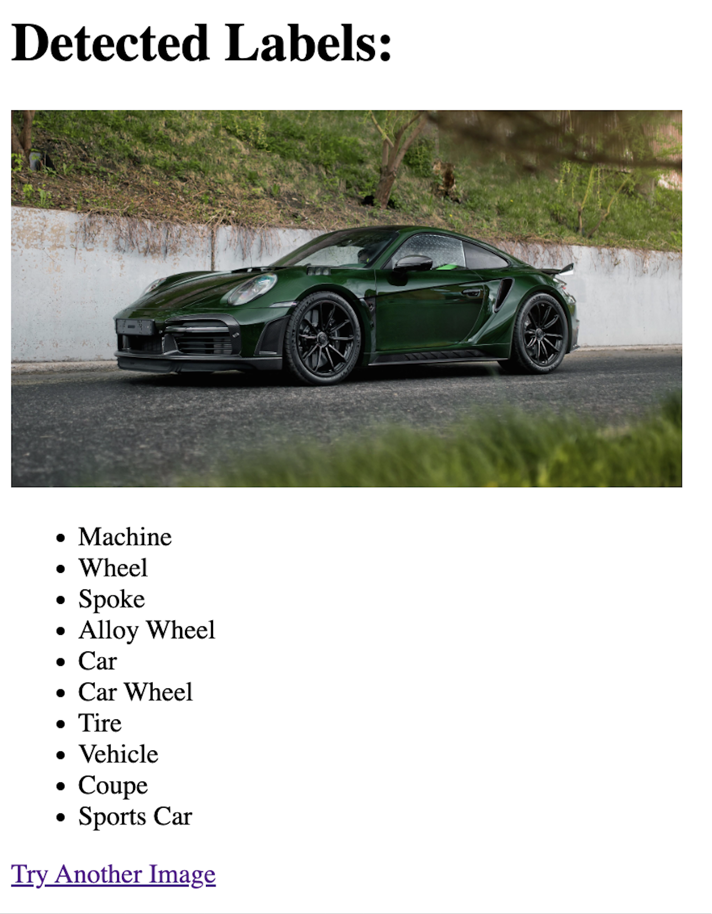 Detected Labels:
Machine
Wheel
Spoke
Alloy Wheel
Car
Car Wheel
Tire
Vehicle
Coupe
Sports Car
Try Another Image